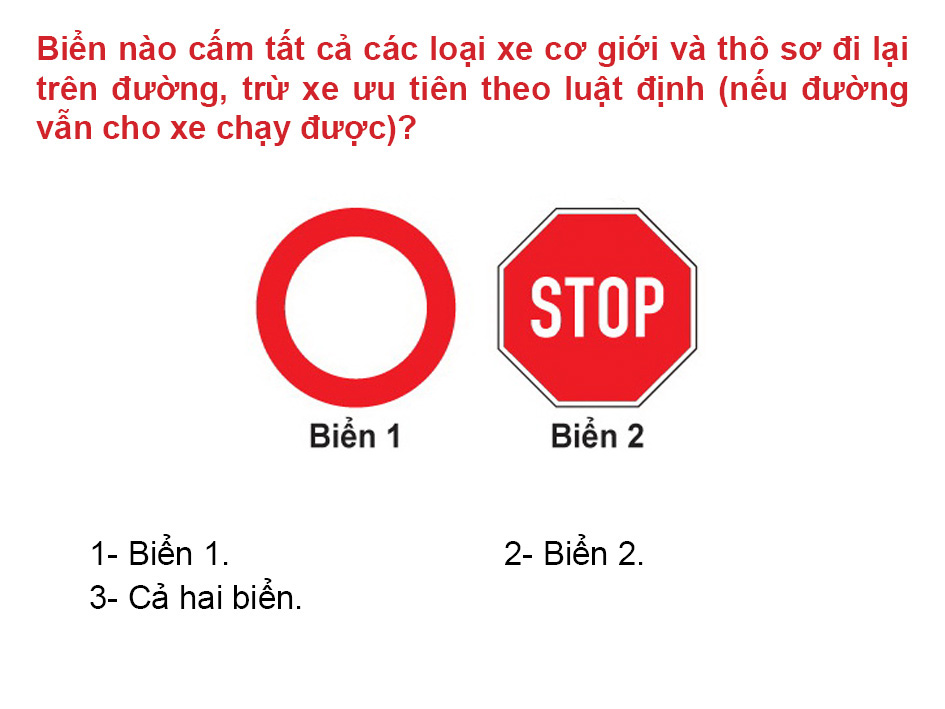 Biển nào cấm tất cả các loại xe cơ giới và thô sơ đi lại
trên đường, trừ xe ưu tiên theo luật định (nếu đường
vẫn cho xe chạy được)?
STOP
Biển 1
Biển 2
1- Biển 1.
2- Biển 2.
3- Cả hai biển.